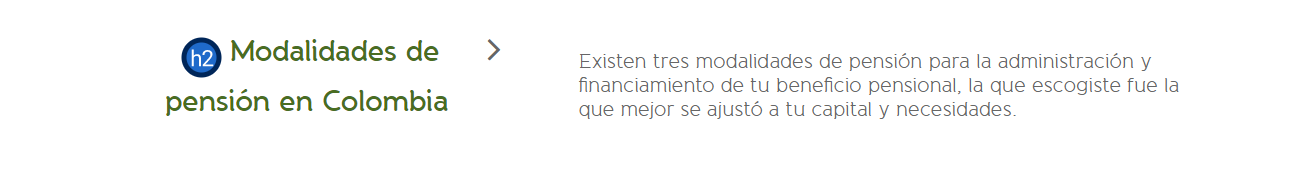 h2 Modalidades de
pensión en Colombia
Existen tres modalidades de pensión para la administración y
financiamiento de tu beneficio pensional, la que escogiste fue la
que mejor se ajustó a tu capital y necesidades.